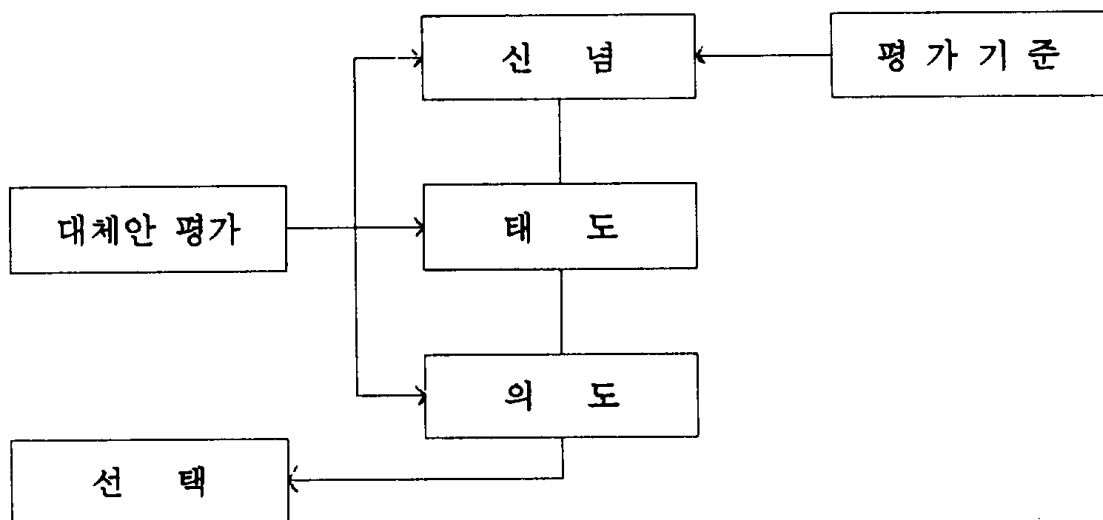 신 념
평 가 기 준
대체안 평가
태 도
의 도
선 택